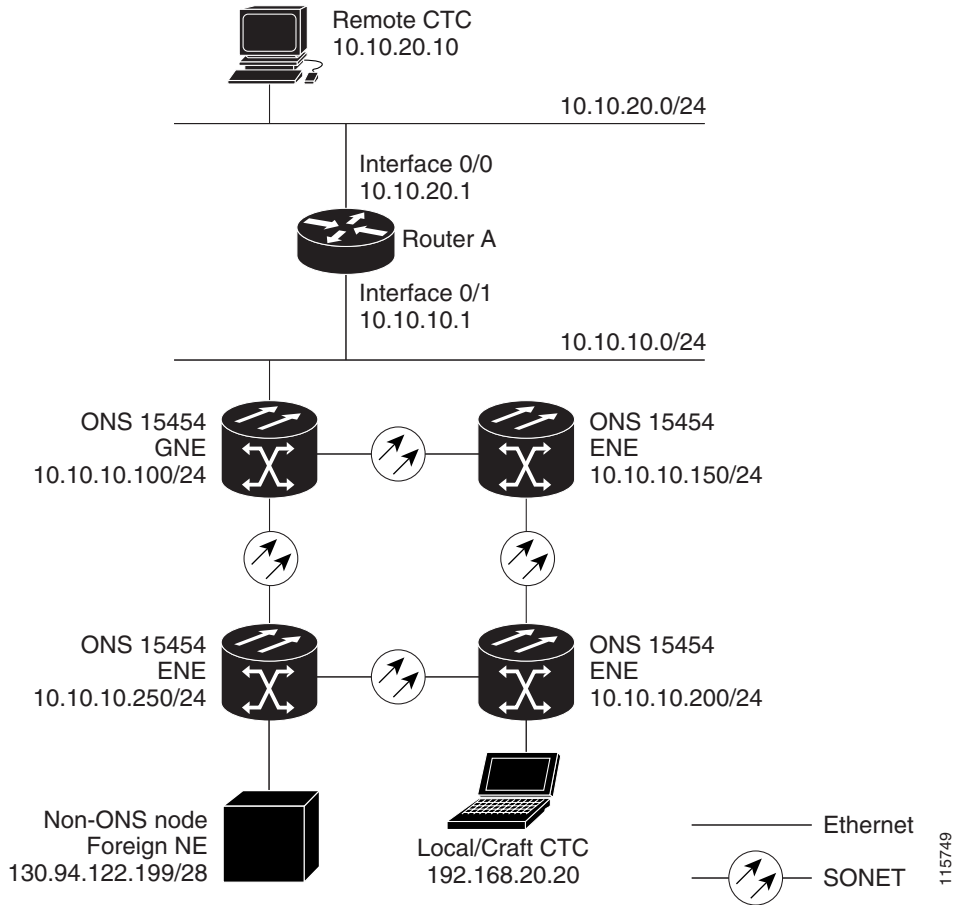 Remote CTC
10.10.20.10
10.10.20.0/24
Interface 0/0
10.10.20.1
Router A
Interface 0/1
10.10.10.1
10.10.10.0/24
ONS 15454
GNE
10.10.10.100/24
ONS 15454
ENE
10.10.10.150/24
ONS 15454
ENE
10.10.10.250/24
ONS 15454
ENE
10.10.10.200/24
Non-ONS node
Foreign NE
130.94.122.199/28
Local/Craft CTC
192.168.20.20
Ethernet
SONET
115749